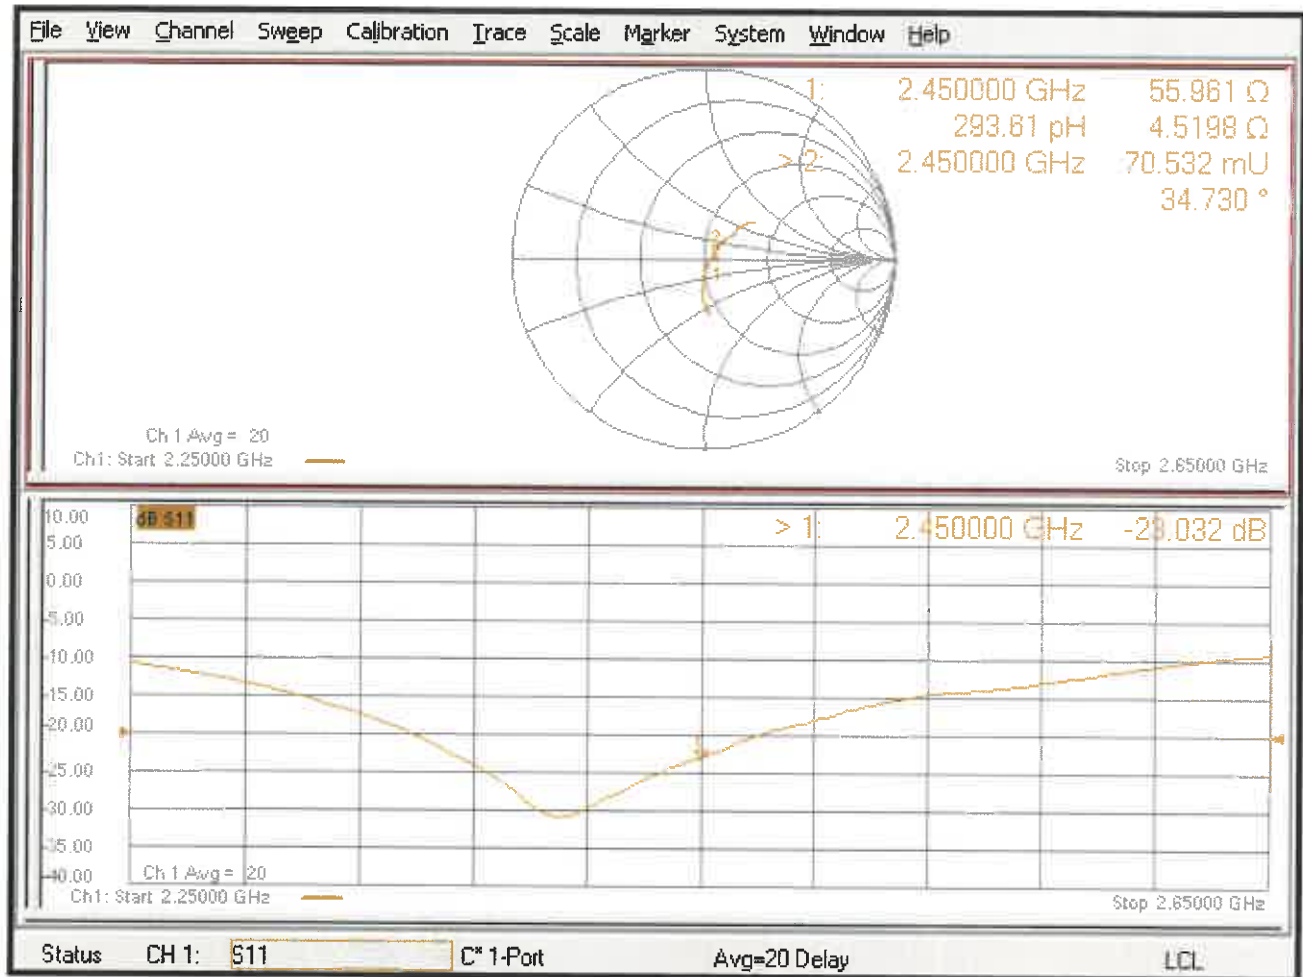 File View Channel Sweep Calibration Trace Scale Marker System Window Help
1: 2.450000 GHz 55.961 Ω
293.61 pH 4.5198 Ω
> 2: 2.450000 GHz 70.532 mU
34.730 °
Ch 1 Avg = 20
Ch1: Start 2.25000 GHz
Stop 2.65000 GHz
10.00
dB S11
> 1: 2.450000 GHz -23.032 dB
5.00
0.00
-5.00
-10.00
-15.00
-20.00
-25.00
-30.00
-35.00
-40.00
1
Ch 1 Avg = 20
Ch1: Start 2.25000 GHz
Stop 2.65000 GHz
Status CH 1: S11 C* 1-Port Avg=20 Delay LCL